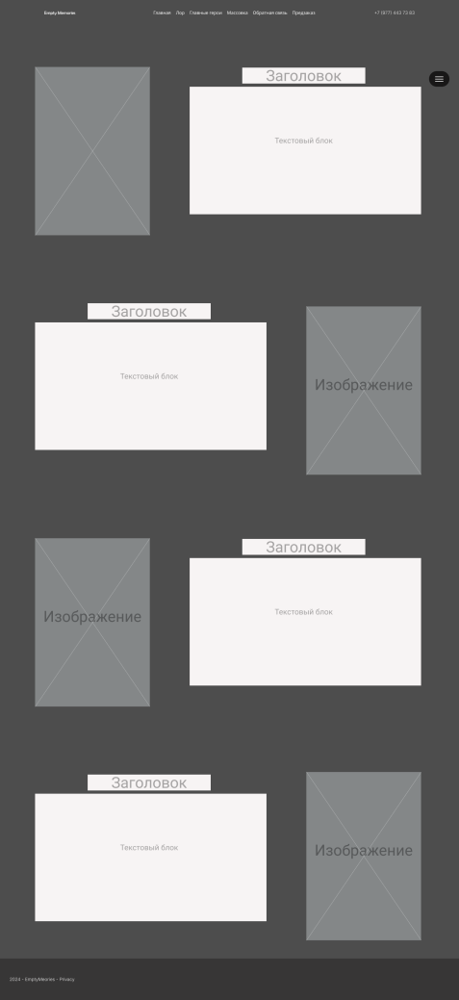 Empty Memories Главная Лор Главные герои Массовка Обратная связь Предзаказ +7 (977) 443 73 83
Заголовок
Текстовый блок
Заголовок
Текстовый блок
Изображение
Заголовок
Текстовый блок
Изображение
Заголовок
Текстовый блок
Изображение
2024 - EmptyMeories - Privacy